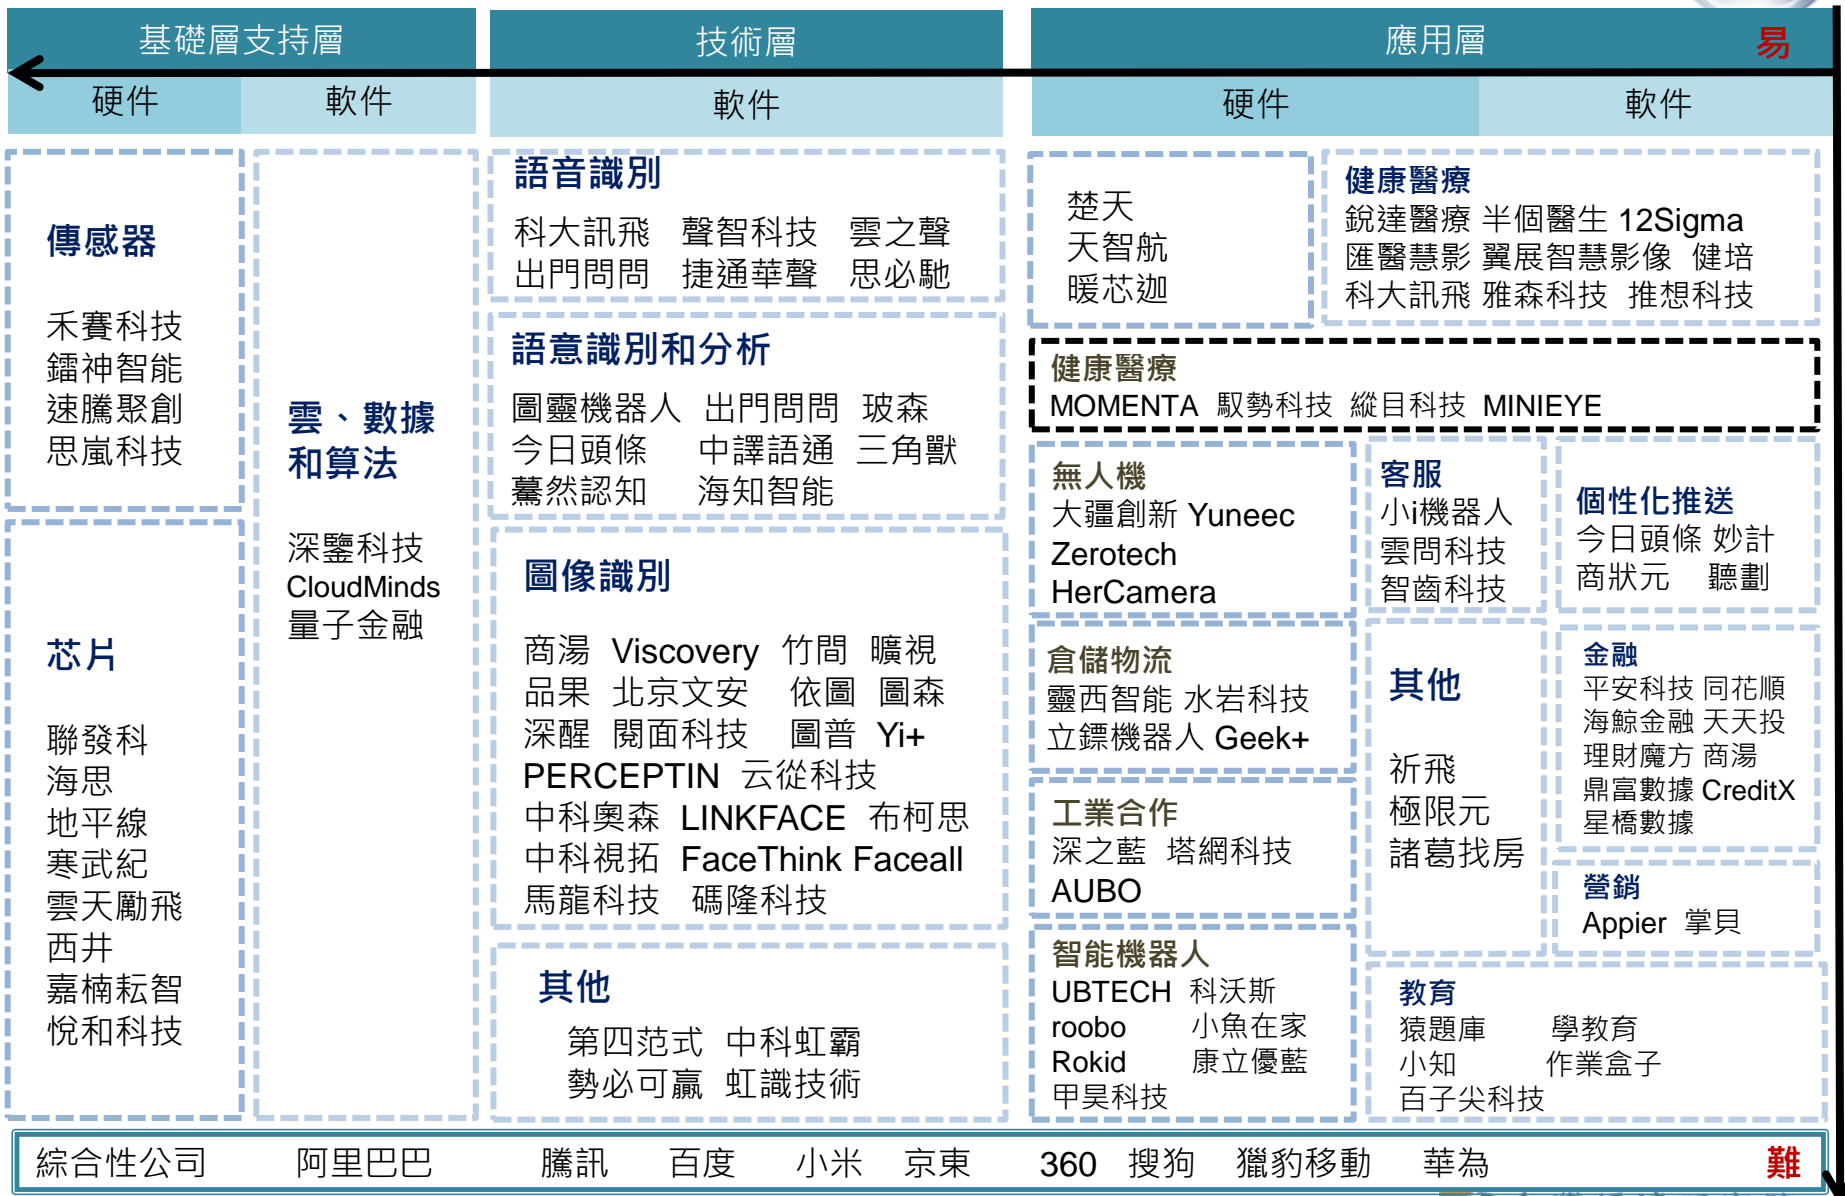 基礎層支持層
技術層
應用層
易
硬件
軟件
軟件
硬件
軟件
傳感器
禾賽科技
鐳神智能
速騰聚創
思嵐科技
芯片
聯發科
海思
地平線
寒武紀
雲天勵飛
西井
嘉楠耘智
悅和科技
雲、數據
和算法
深鑒科技
CloudMinds
量子金融
語音識別
科大訊飛 聲智科技 雲之聲
出門問問 捷通華聲 思必馳
語意識別和分析
圖靈機器人 出門問問 玻森
今日頭條 中譯語通 三角獸
驀然認知 海知智能
圖像識別
商湯 Viscovery 竹間 曠視
品果 北京文安 依圖 圖森
深醒 閱面科技 圖普 Yi+
PERCEPTIN 云從科技
中科奧森 LINKFACE 布柯思
中科視拓 FaceThink Faceall
馬龍科技 碼隆科技
其他
第四范式 中科虹霸
勢必可贏 虹識技術
楚天
天智航
暖芯迦
健康醫療
銳達醫療 半個醫生 12Sigma
匯醫慧影 翼展智慧影像 健培
科大訊飛 雅森科技 推想科技
健康醫療
MOMENTA 馭勢科技 縱目科技 MINIEYE
無人機
大疆創新 Yuneec
Zerotech
HerCamera
倉儲物流
靈西智能 水岩科技
立鏢機器人 Geek+
工業合作
深之藍 塔網科技
AUBO
智能機器人
UBTECH 科沃斯
roobo 小魚在家
Rokid 康立優藍
甲昊科技
客服
小i機器人
雲問科技
智齒科技
個性化推送
今日頭條 妙計
商狀元 聽劃
其他
祈飛
極限元
諸葛找房
金融
平安科技 同花順
海鯨金融 天天投
理財魔方 商湯
鼎富數據 CreditX
星橋數據
營銷
Appier 掌貝
教育
猿題庫 學教育
小知 作業盒子
百子尖科技
綜合性公司 阿里巴巴 騰訊 百度 小米 京東 360 搜狗 獵豹移動 華為 難